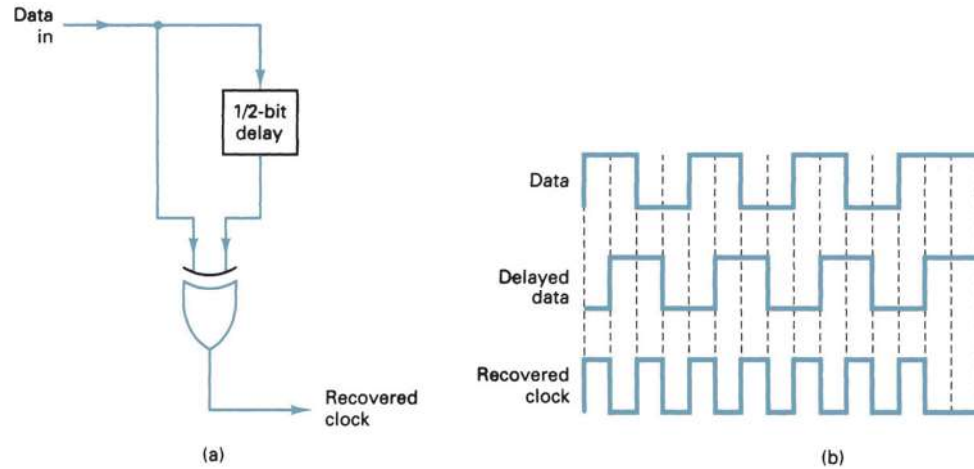 Data
in
1/2-bit
delay
Recovered
clock
(a)
Data
Delayed
data
Recovered
clock
(b)